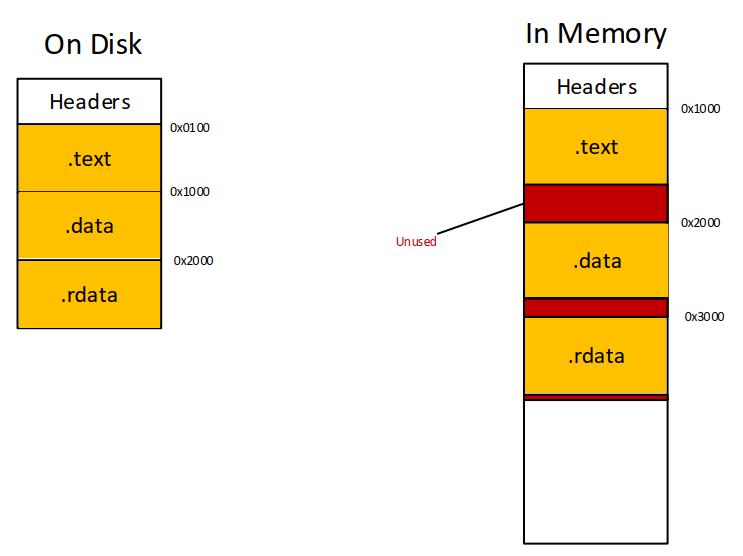 On Disk
Headers
0x0100
.text
0x1000
.data
0x2000
.rdata
In Memory
Headers
0x1000
.text
Unused
0x2000
.data
0x3000
.rdata